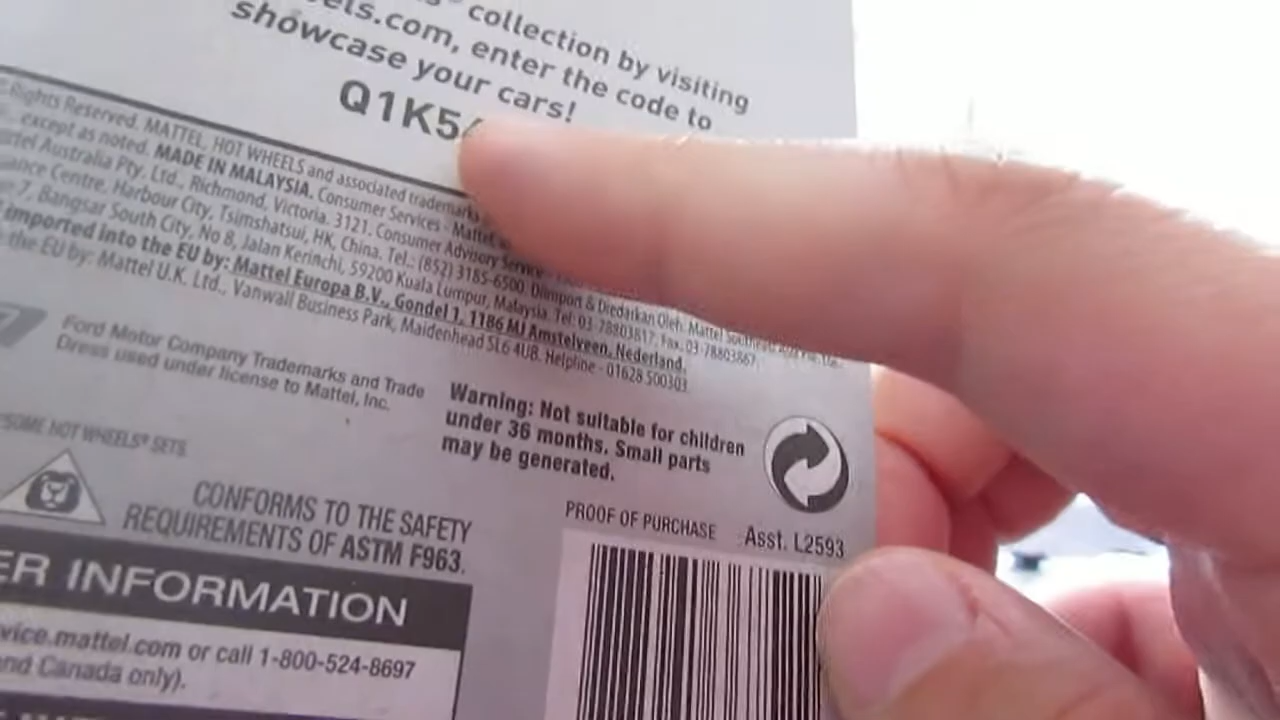 collection by visiting
els.com, enter the code to
showcase your cars!
Q1K5
Rights Reserved. MATTEL, HOT WHEELS and associated trademarks
except as noted. MADE IN MALAYSIA. Consumer Services - Mattel
Mattel Australia Pty. Ltd., Richmond, Victoria. 3121. Consumer Advisory Service
Centre, Harbour City, Tsimshatsui, HK, China. Tel.: (852) 3185-6500. Diimport & Diedarkan Oleh: Mattel
7, Bangsar South City, No 8, Jalan Kerinchi, 59200 Kuala Lumpur, Malaysia. Tel: 03-78803817, Fax: 03-78803867.
imported into the EU by: Mattel Europa B.V., Gondel 1, 1186 MJ Amstelveen, Nederland.
the EU by: Mattel U.K. Ltd., Vanwall Business Park, Maidenhead SL6 4UB. Helpline - 01628 500303.
Ford Motor Company Trademarks and Trade
Dress used under license to Mattel, Inc.
Warning: Not suitable for children
under 36 months. Small parts
may be generated.
HOT WHEELS® SETS
CONFORMS TO THE SAFETY
REQUIREMENTS OF ASTM F963.
PROOF OF PURCHASE Asst. L2593
ER INFORMATION
vice.mattel.com or call 1-800-524-8697
and Canada only).